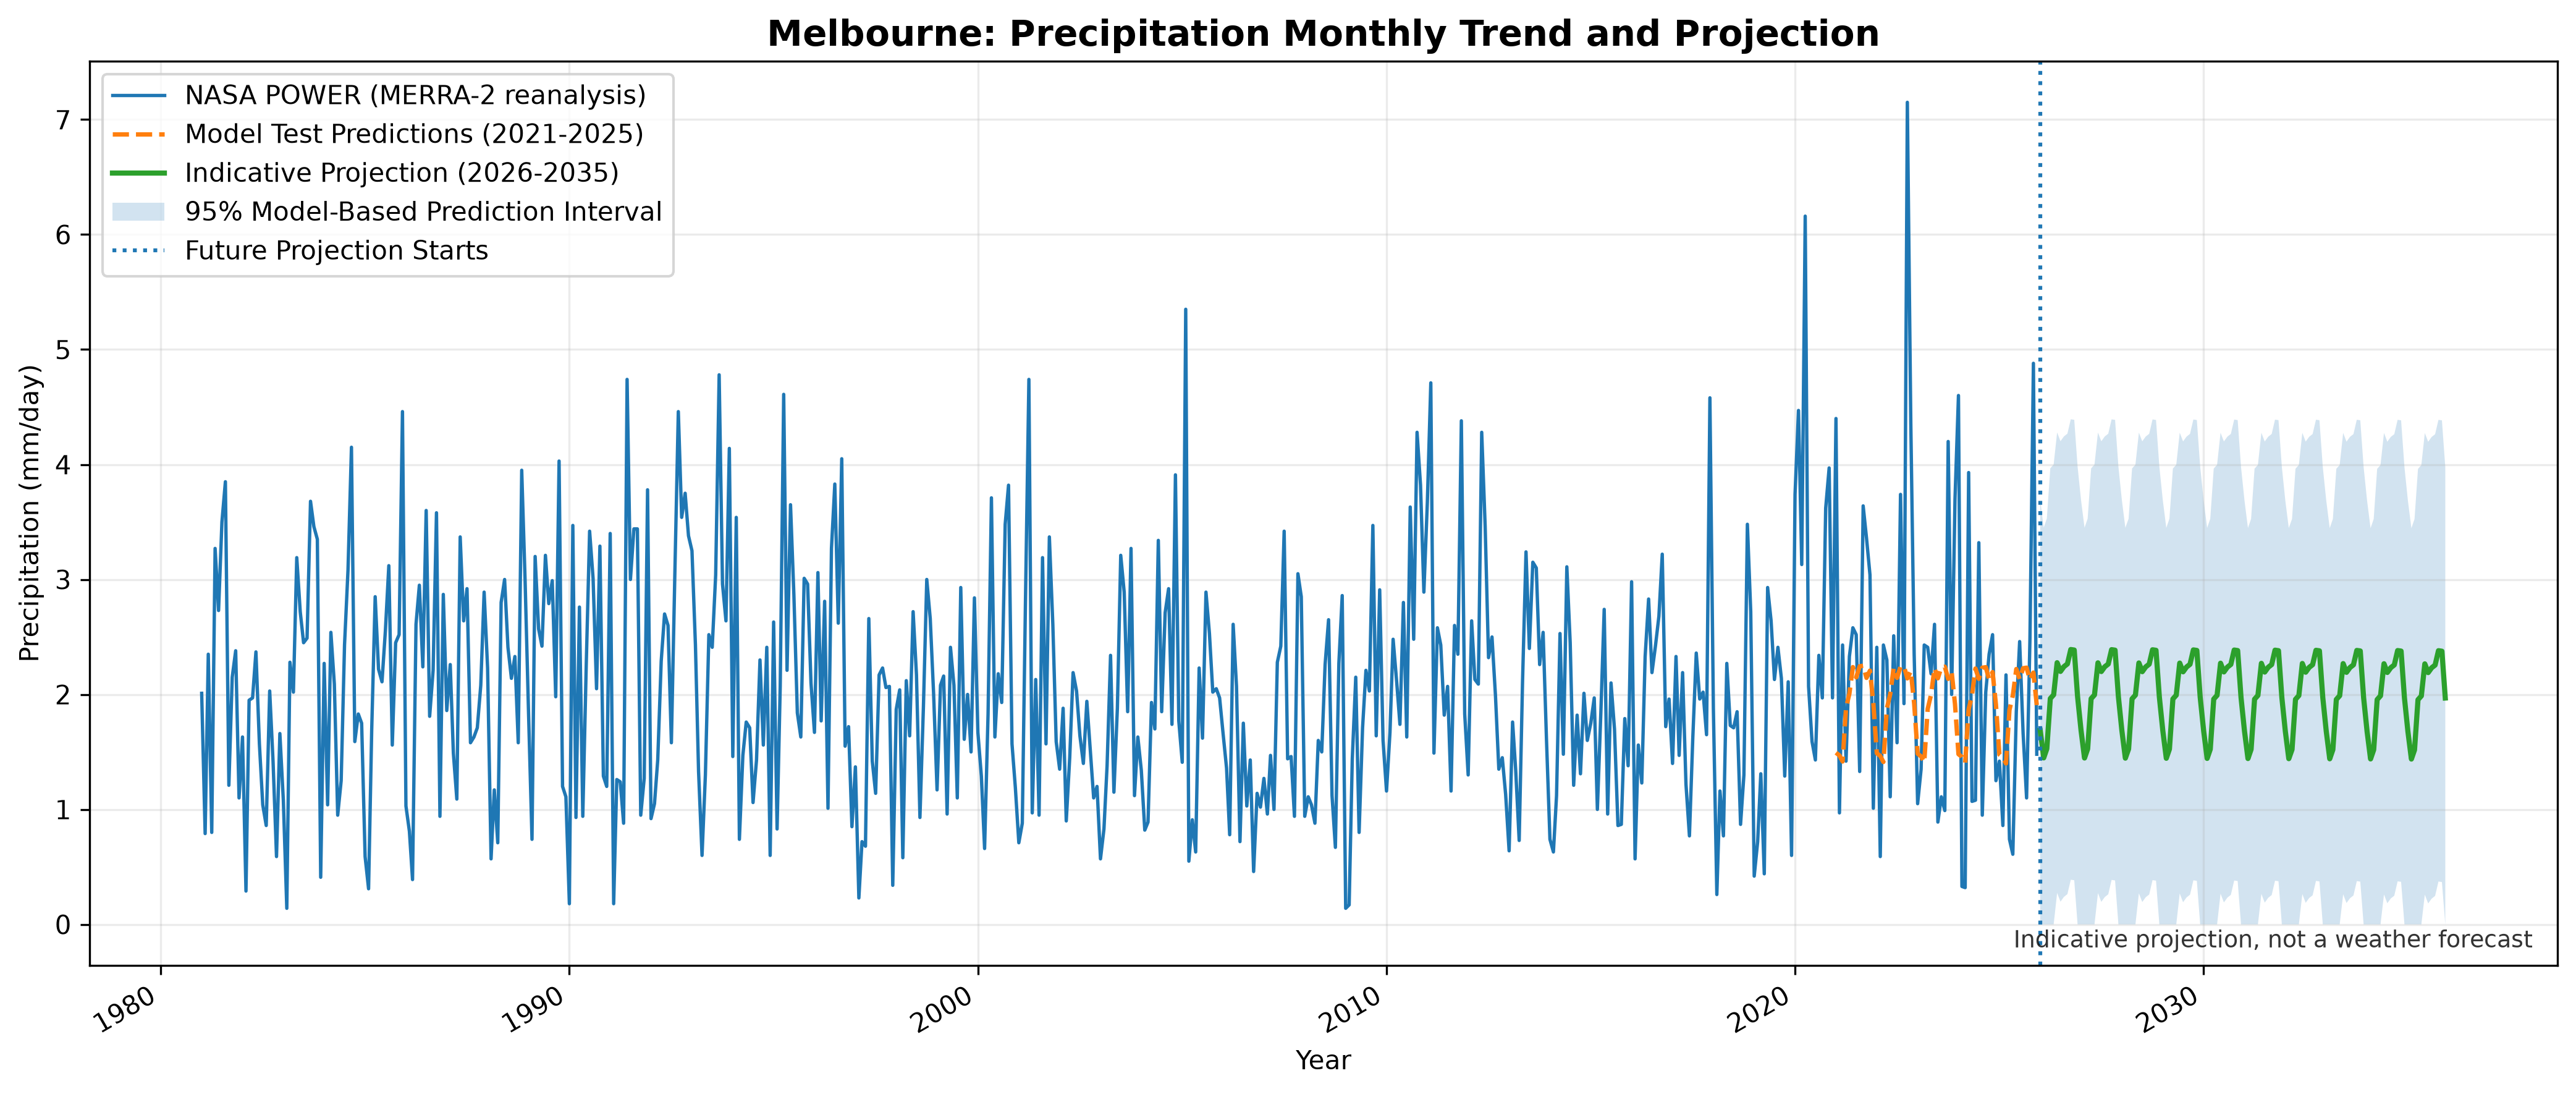 Melbourne: Precipitation Monthly Trend and Projection
NASA POWER (MERRA-2 reanalysis)
Model Test Predictions (2021-2025)
Indicative Projection (2026-2035)
95% Model-Based Prediction Interval
Future Projection Starts
Precipitation (mm/day)
7
6
5
4
3
2
1
0
Indicative projection, not a weather forecast
1980
1990
2000
2010
2020
2030
Year